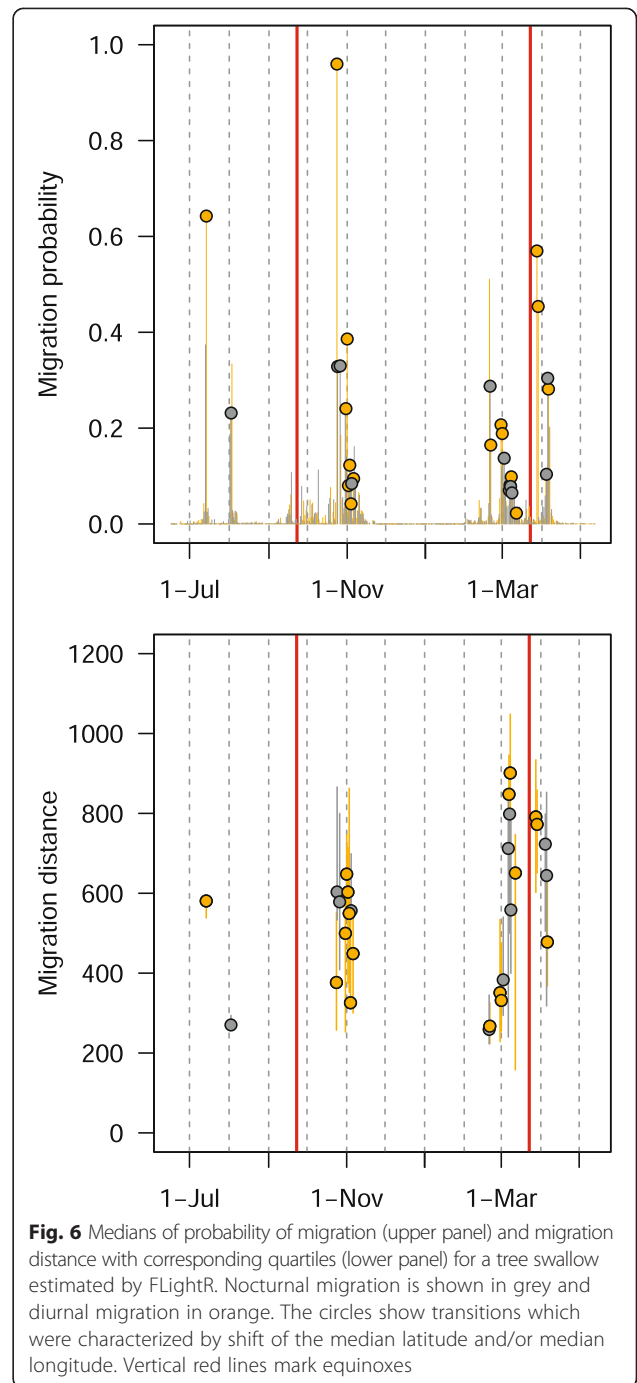 1.0
0.8
0.6
0.4
0.2
0.0
Migration probability
1–Jul 1–Nov 1–Mar
1200
1000
800
600
400
200
0
Migration distance
1–Jul 1–Nov 1–Mar
Fig. 6 Medians of probability of migration (upper panel) and migration
distance with corresponding quartiles (lower panel) for a tree swallow
estimated by FLightR. Nocturnal migration is shown in grey and
diurnal migration in orange. The circles show transitions which
were characterized by shift of the median latitude and/or median
longitude. Vertical red lines mark equinoxes